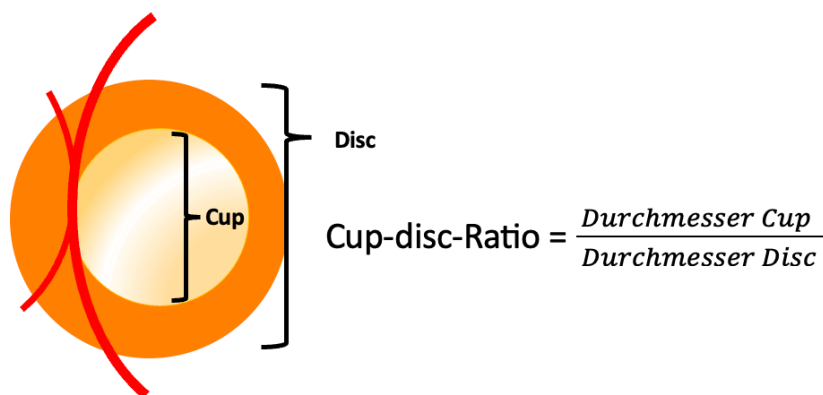 Disc
Cup
Cup-disc-Ratio = Durchmesser Cup
Durchmesser Disc